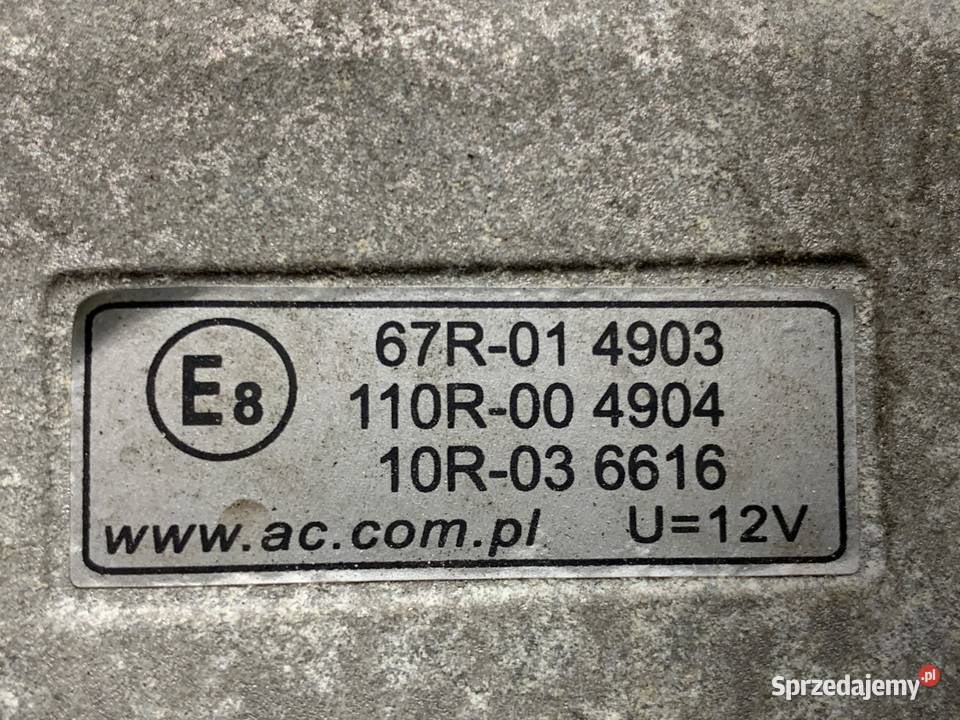 E8
67R-01 4903
110R-00 4904
10R-03 6616
www.ac.com.pl U=12V
Sprzedajemy.pl